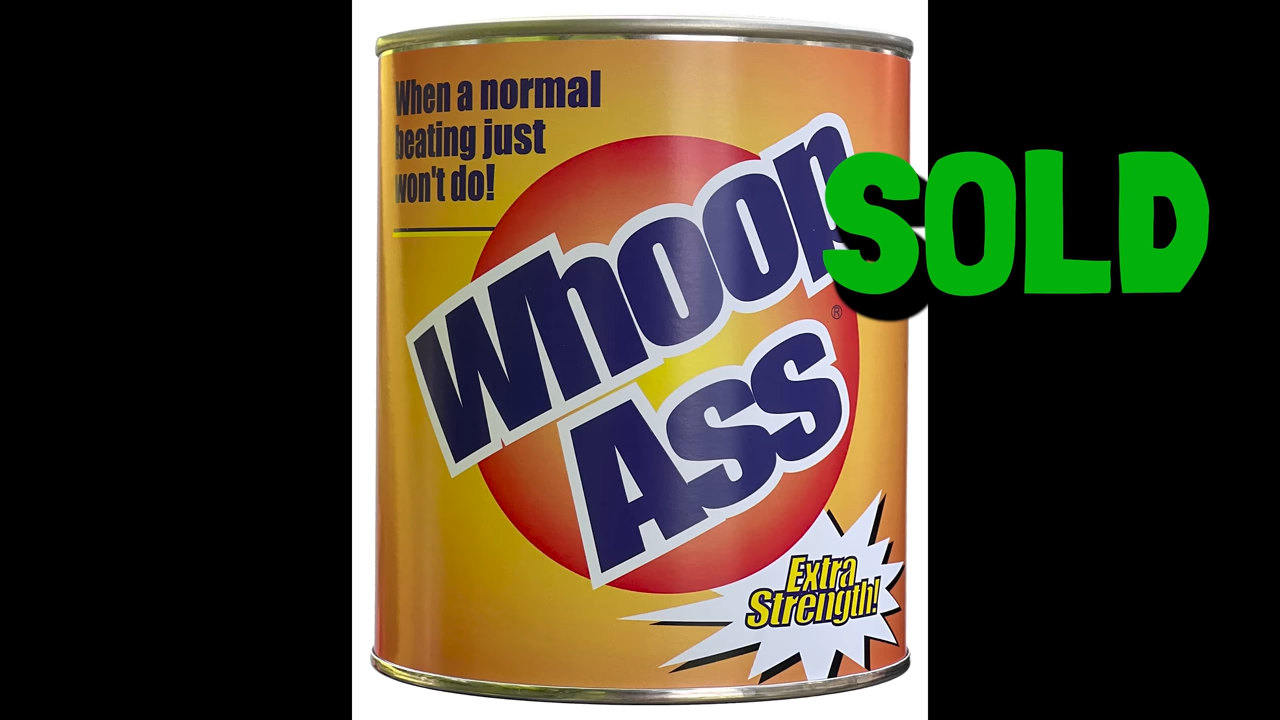 When a normal
beating just
won't do!
Whoop
Ass
®
SOLD
Extra
Strength!